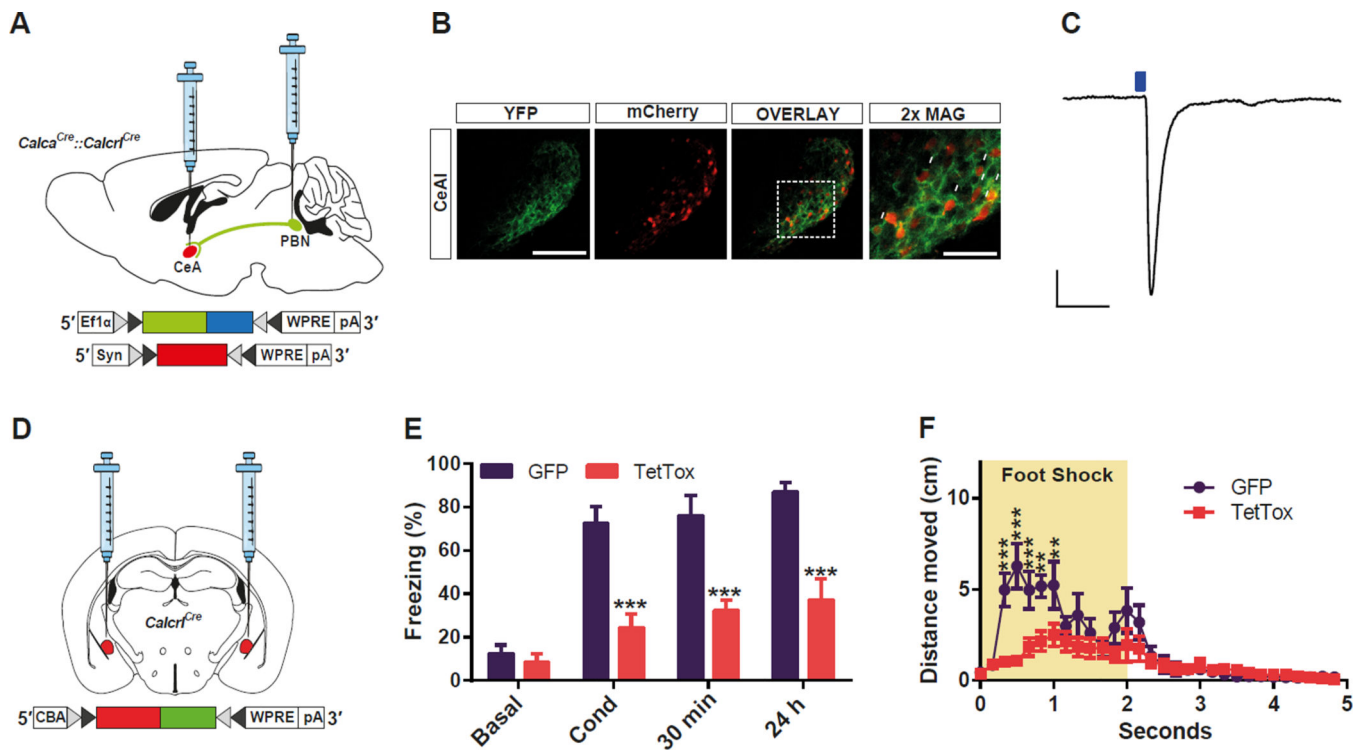 A
Calca^Cre::Calcrl^Cre
PBN
CeA
5′ Ef1α WPRE pA 3′
5′ Syn WPRE pA 3′
B
YFP mCherry OVERLAY 2x MAG
CeAl
C
D
Calcrl^Cre
5′ CBA WPRE pA 3′
E
GFP TetTox
Freezing (%)
100
80
60
40
20
0
*** *** ***
Basal Cond 30 min 24 h
F
Foot Shock
GFP
TetTox
Distance moved (cm)
10
5
0
*** *** *** ** **
0 1 2 3 4 5
Seconds